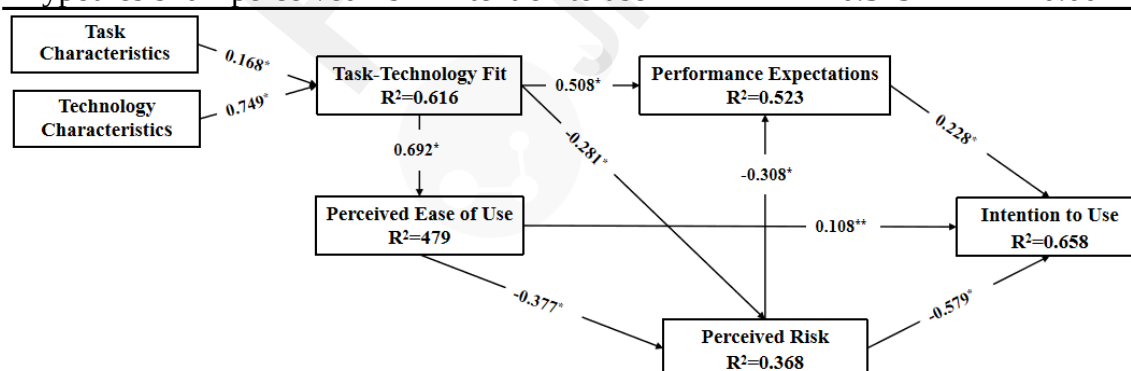 Task
Characteristics
0.168*
Technology
Characteristics
0.749*
Task-Technology Fit
R²=0.616
0.508*
Performance Expectations
R²=0.523
0.692*
-0.281*
-0.308*
0.228*
Perceived Ease of Use
R²=479
0.108**
Intention to Use
R²=0.658
-0.377*
-0.579*
Perceived Risk
R²=0.368